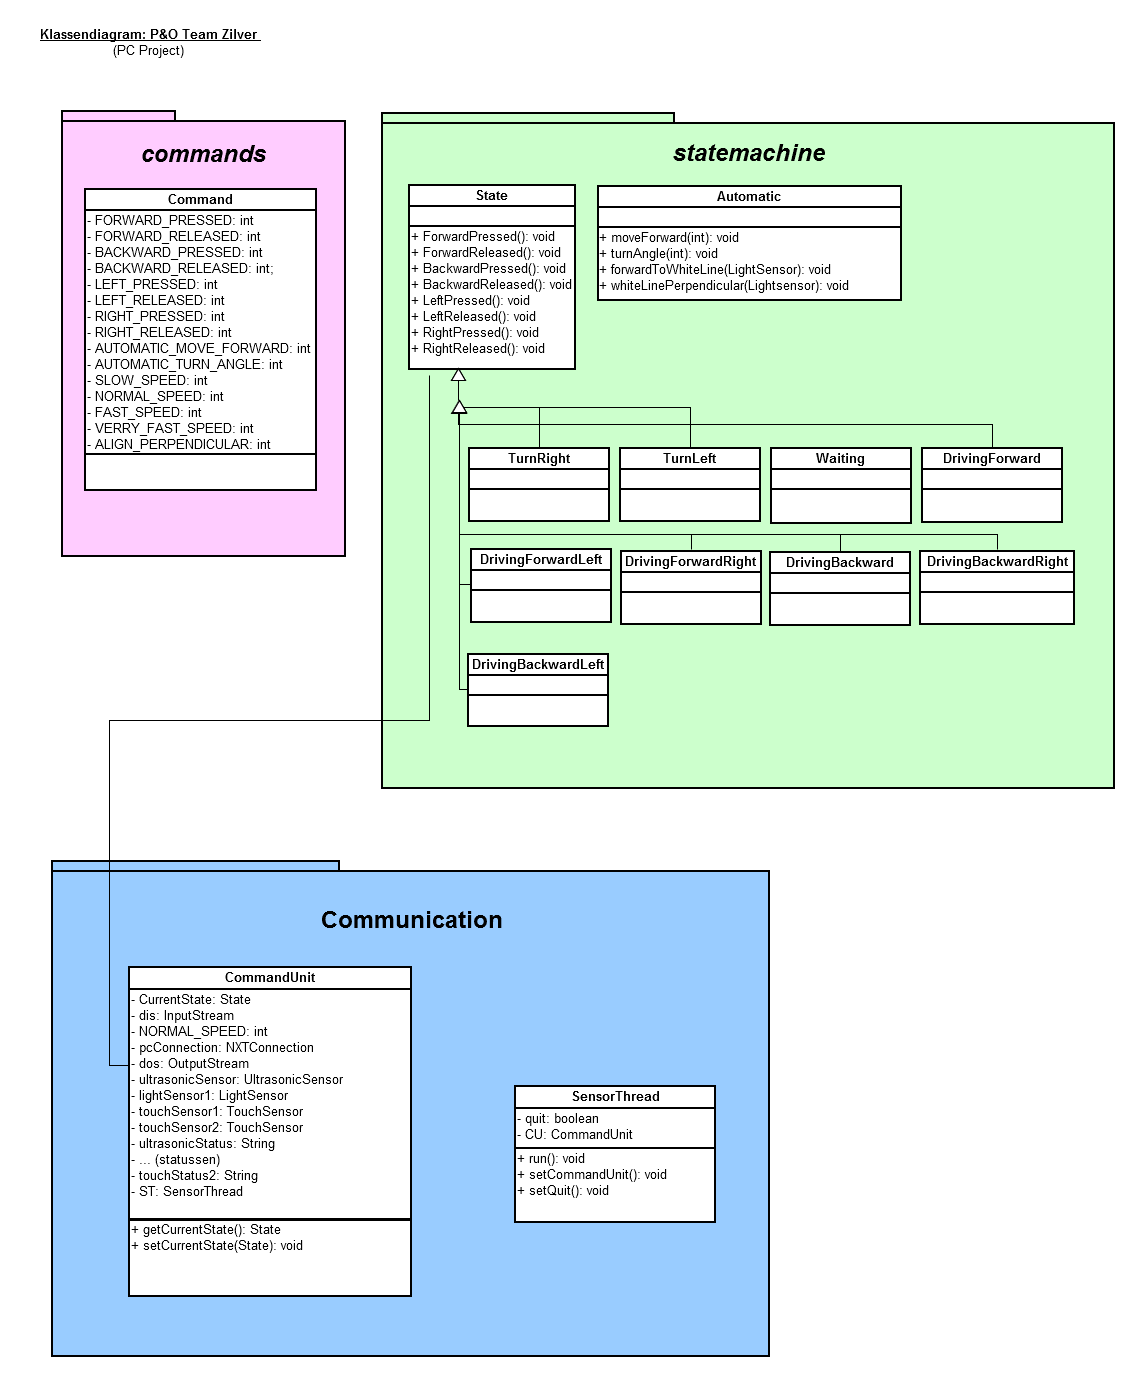 Klassendiagram: P&O Team Zilver
(PC Project)
commands
Command
- FORWARD_PRESSED: int
- FORWARD_RELEASED: int
- BACKWARD_PRESSED: int
- BACKWARD_RELEASED: int;
- LEFT_PRESSED: int
- LEFT_RELEASED: int
- RIGHT_PRESSED: int
- RIGHT_RELEASED: int
- AUTOMATIC_MOVE_FORWARD: int
- AUTOMATIC_TURN_ANGLE: int
- SLOW_SPEED: int
- NORMAL_SPEED: int
- FAST_SPEED: int
- VERRY_FAST_SPEED: int
- ALIGN_PERPENDICULAR: int
statemachine
State
+ ForwardPressed(): void
+ ForwardReleased(): void
+ BackwardPressed(): void
+ BackwardReleased(): void
+ LeftPressed(): void
+ LeftReleased(): void
+ RightPressed(): void
+ RightReleased(): void
Automatic
+ moveForward(int): void
+ turnAngle(int): void
+ forwardToWhiteLine(LightSensor): void
+ whiteLinePerpendicular(Lightsensor): void
TurnRight
TurnLeft
Waiting
DrivingForward
DrivingForwardLeft
DrivingForwardRight
DrivingBackward
DrivingBackwardRight
DrivingBackwardLeft
Communication
CommandUnit
- CurrentState: State
- dis: InputStream
- NORMAL_SPEED: int
- pcConnection: NXTConnection
- dos: OutputStream
- ultrasonicSensor: UltrasonicSensor
- lightSensor1: LightSensor
- touchSensor1: TouchSensor
- touchSensor2: TouchSensor
- ultrasonicStatus: String
- ... (statussen)
- touchStatus2: String
- ST: SensorThread
+ getCurrentState(): State
+ setCurrentState(State): void
SensorThread
- quit: boolean
- CU: CommandUnit
+ run(): void
+ setCommandUnit(): void
+ setQuit(): void